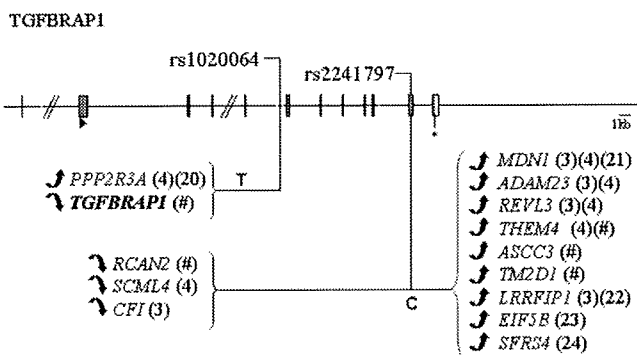 TGFBRAP1
rs1020064
rs2241797
1kb
*
PPP2R3A (4)(20)
TGFBRAP1 (#)
T
RCAN2 (#)
SCML4 (4)
CFI (3)
C
MDN1 (3)(4)(21)
ADAM23 (3)(4)
REVL3 (3)(4)
THEM4 (4)(#)
ASCC3 (#)
TM2D1 (#)
LRRFIP1 (3)(22)
EIF5B (23)
SFRS4 (24)